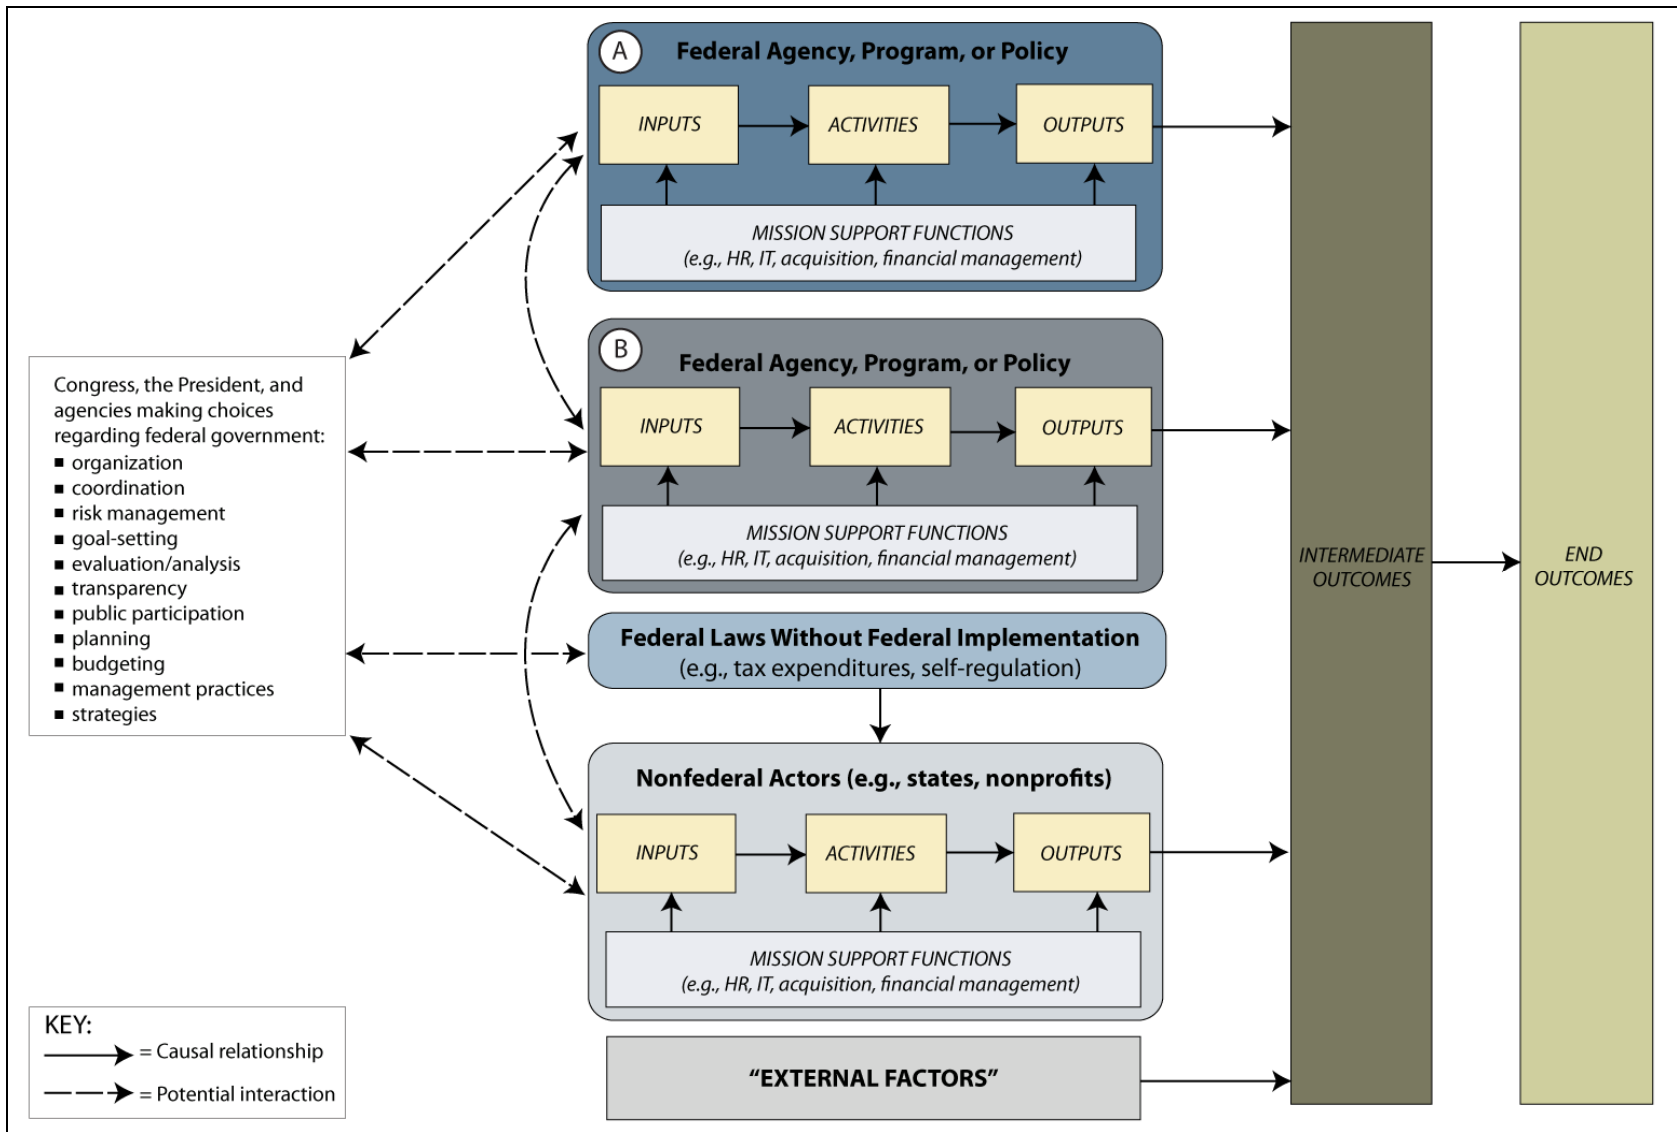 A
Federal Agency, Program, or Policy
INPUTS
ACTIVITIES
OUTPUTS
MISSION SUPPORT FUNCTIONS
(e.g., HR, IT, acquisition, financial management)
B
Federal Agency, Program, or Policy
INPUTS
ACTIVITIES
OUTPUTS
MISSION SUPPORT FUNCTIONS
(e.g., HR, IT, acquisition, financial management)
Congress, the President, and
agencies making choices
regarding federal government:
■ organization
■ coordination
■ risk management
■ goal-setting
■ evaluation/analysis
■ transparency
■ public participation
■ planning
■ budgeting
■ management practices
■ strategies
Federal Laws Without Federal Implementation
(e.g., tax expenditures, self-regulation)
Nonfederal Actors (e.g., states, nonprofits)
INPUTS
ACTIVITIES
OUTPUTS
MISSION SUPPORT FUNCTIONS
(e.g., HR, IT, acquisition, financial management)
“EXTERNAL FACTORS”
INTERMEDIATE
OUTCOMES
END
OUTCOMES
KEY:
= Causal relationship
= Potential interaction